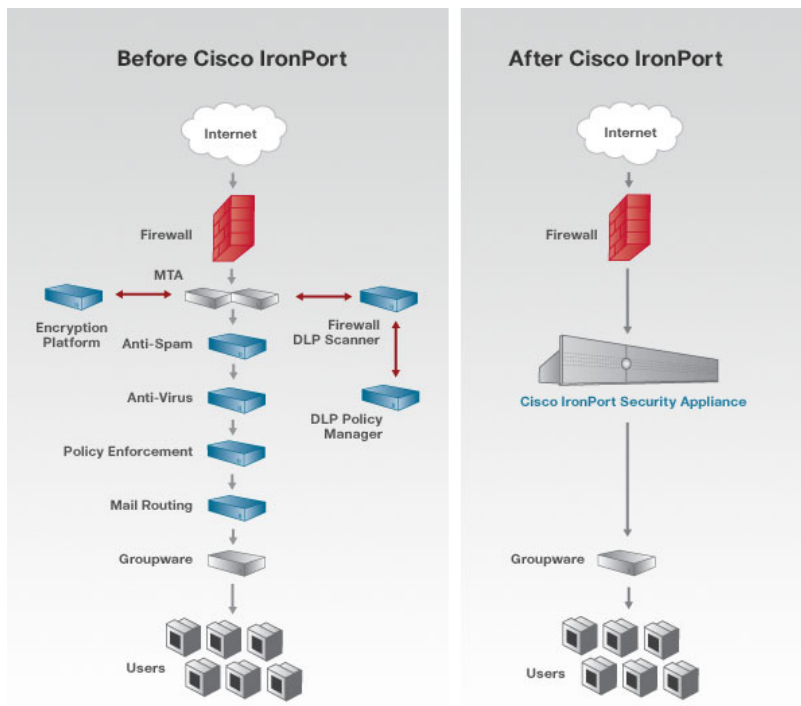 Before Cisco IronPort
Internet
Firewall
MTA
Encryption
Platform
Firewall
DLP Scanner
Anti-Spam
Anti-Virus
DLP Policy
Manager
Policy Enforcement
Mail Routing
Groupware
Users
After Cisco IronPort
Internet
Firewall
Cisco IronPort Security Appliance
Groupware
Users